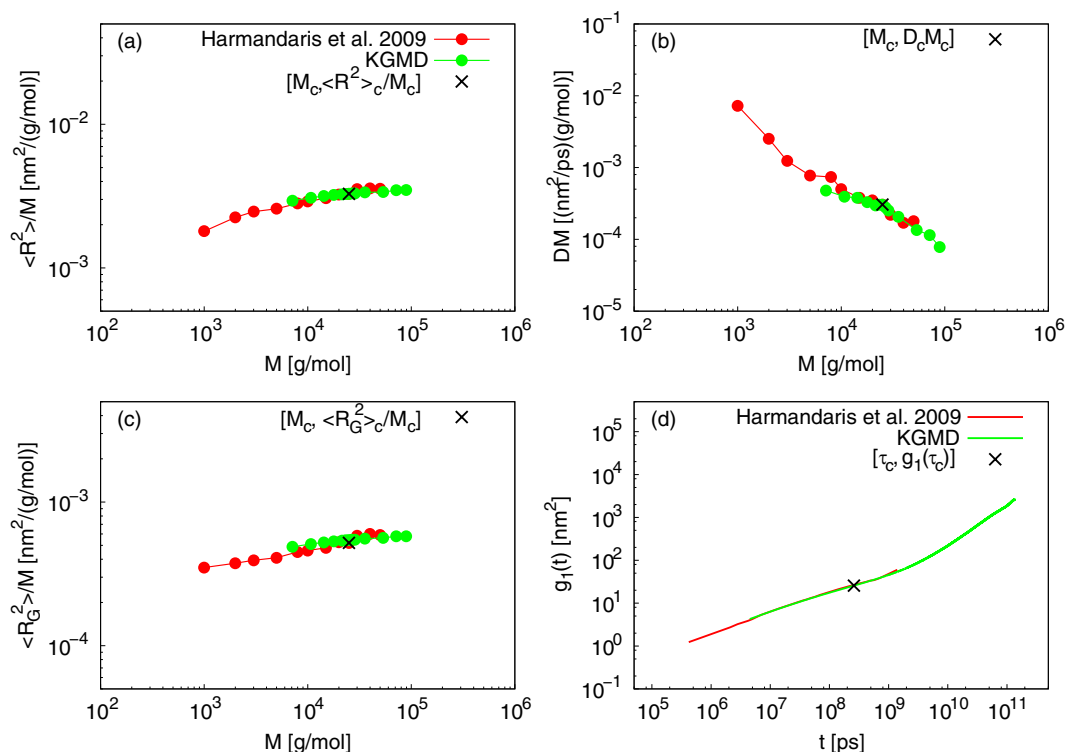 (a)
Harmandaris et al. 2009
KGMD
[M_c,<R^2>_c/M_c]
<R^2>/M [nm^2/(g/mol)]
10^-2
10^-3
10^2 10^3 10^4 10^5 10^6
M [g/mol]
(b)
[M_c, D_cM_c]
DM [(nm^2/ps)(g/mol)]
10^-1
10^-2
10^-3
10^-4
10^-5
10^2 10^3 10^4 10^5 10^6
M [g/mol]
(c)
[M_c, <R_G^2>_c/M_c]
<R_G^2>/M [nm^2/(g/mol)]
10^-3
10^-4
10^2 10^3 10^4 10^5 10^6
M [g/mol]
(d)
Harmandaris et al. 2009
KGMD
[τ_c, g_1(τ_c)]
g_1(t) [nm^2]
10^5
10^4
10^3
10^2
10^1
10^0
10^-1
10^5 10^6 10^7 10^8 10^9 10^10 10^11
t [ps]